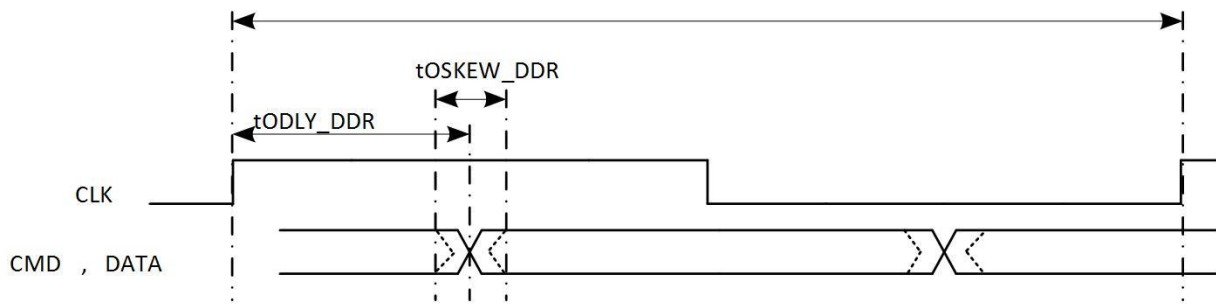 tOSKEW_DDR
tODLY_DDR
CLK
CMD , DATA